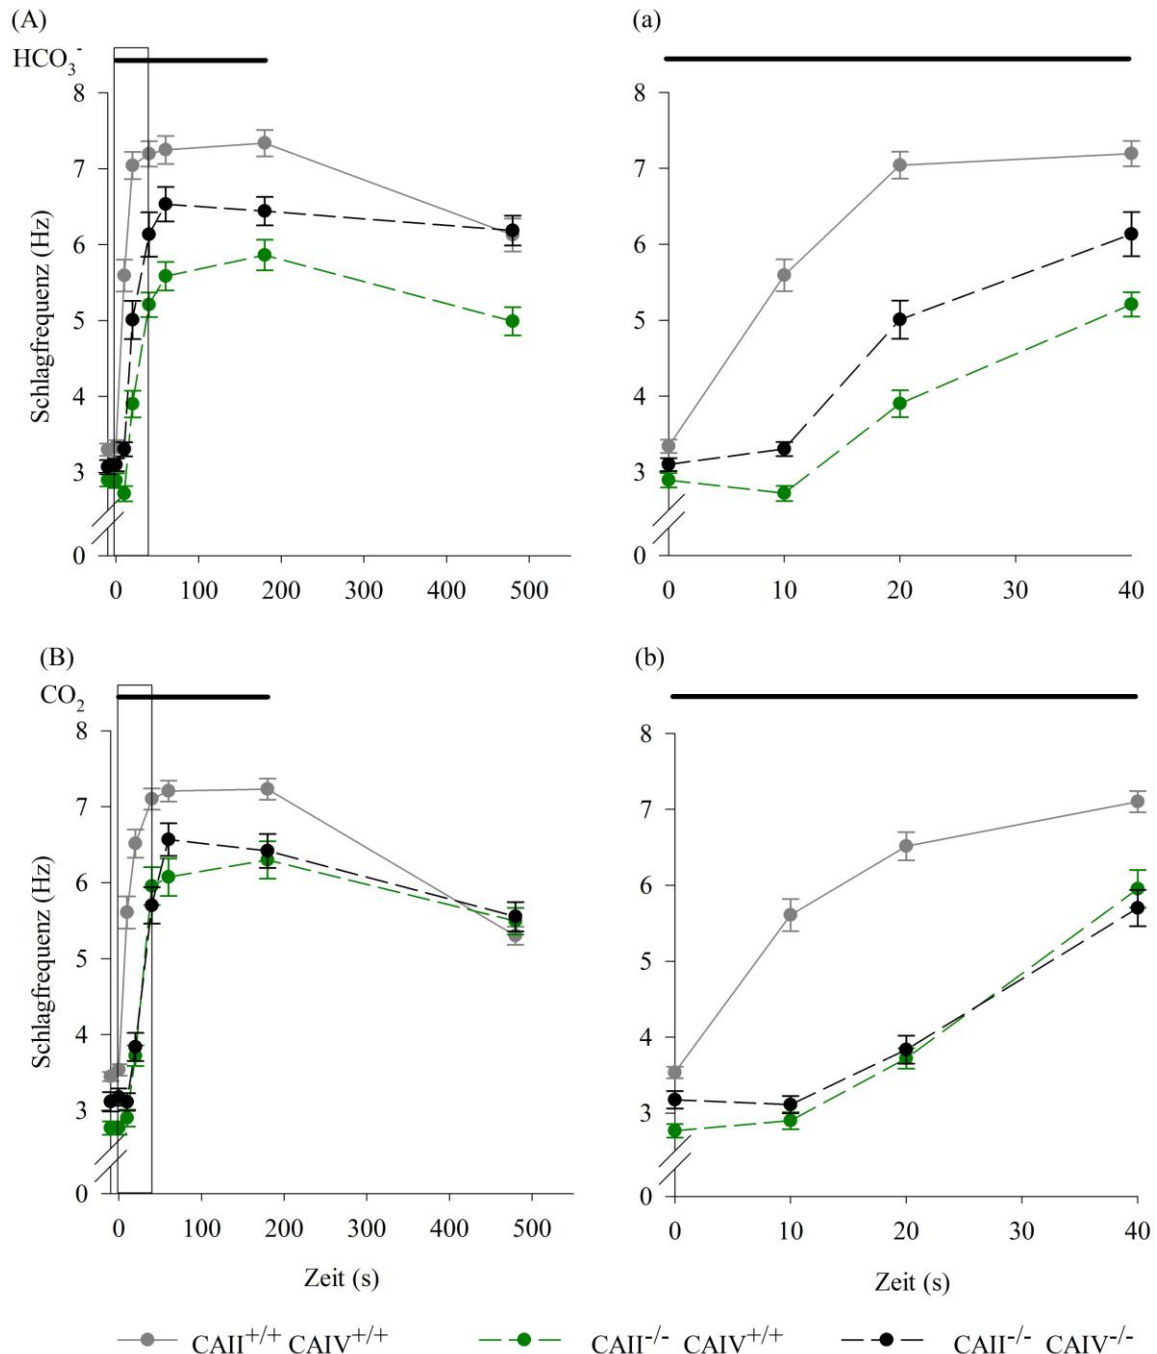 (A)
HCO₃⁻
8
7
6
5
4
3
0
Schlagfrequenz (Hz)
0 100 200 300 400 500
(a)
8
7
6
5
4
3
0
0 10 20 30 40
(B)
CO₂
8
7
6
5
4
3
0
Schlagfrequenz (Hz)
0 100 200 300 400 500
Zeit (s)
(b)
8
7
6
5
4
3
0
0 10 20 30 40
Zeit (s)
CAII⁺/⁺ CAIV⁺/⁺ CAII⁻/⁻ CAIV⁺/⁺ CAII⁻/⁻ CAIV⁻/⁻